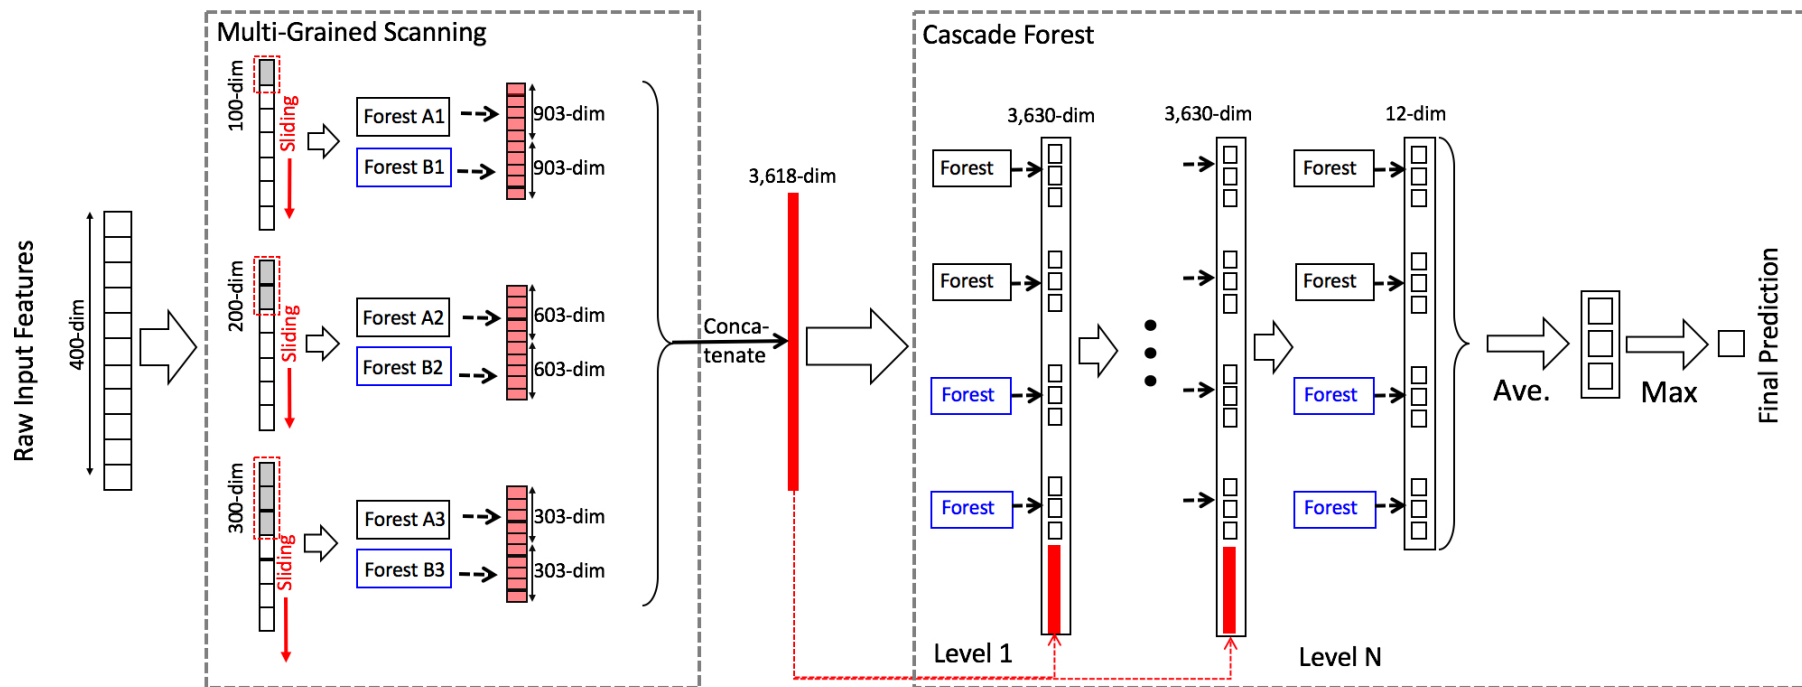 Multi-Grained Scanning
Cascade Forest
Raw Input Features
400-dim
100-dim
Sliding
Forest A1
Forest B1
903-dim
903-dim
200-dim
Sliding
Forest A2
Forest B2
603-dim
603-dim
300-dim
Sliding
Forest A3
Forest B3
303-dim
303-dim
Conca-
tenate
3,618-dim
3,630-dim
Forest
Forest
Forest
Forest
Level 1
3,630-dim
12-dim
Forest
Forest
Forest
Forest
Level N
Ave.
Max
Final Prediction